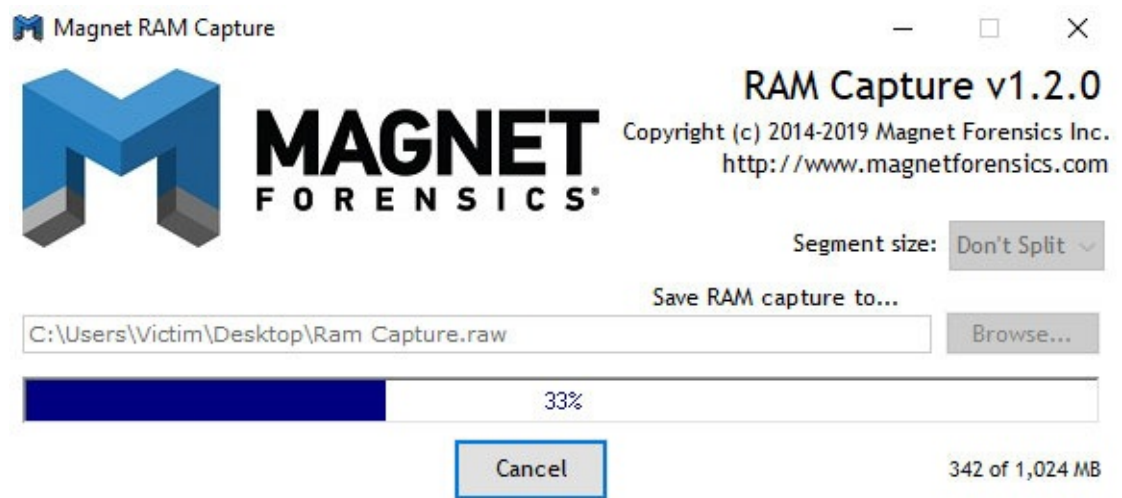 Magnet RAM Capture
RAM Capture v1.2.0
MAGNET
FORENSICS®
Copyright (c) 2014-2019 Magnet Forensics Inc.
http://www.magnetforensics.com
Segment size: Don't Split
Save RAM capture to...
C:\Users\Victim\Desktop\Ram Capture.raw Browse...
33%
Cancel 342 of 1,024 MB